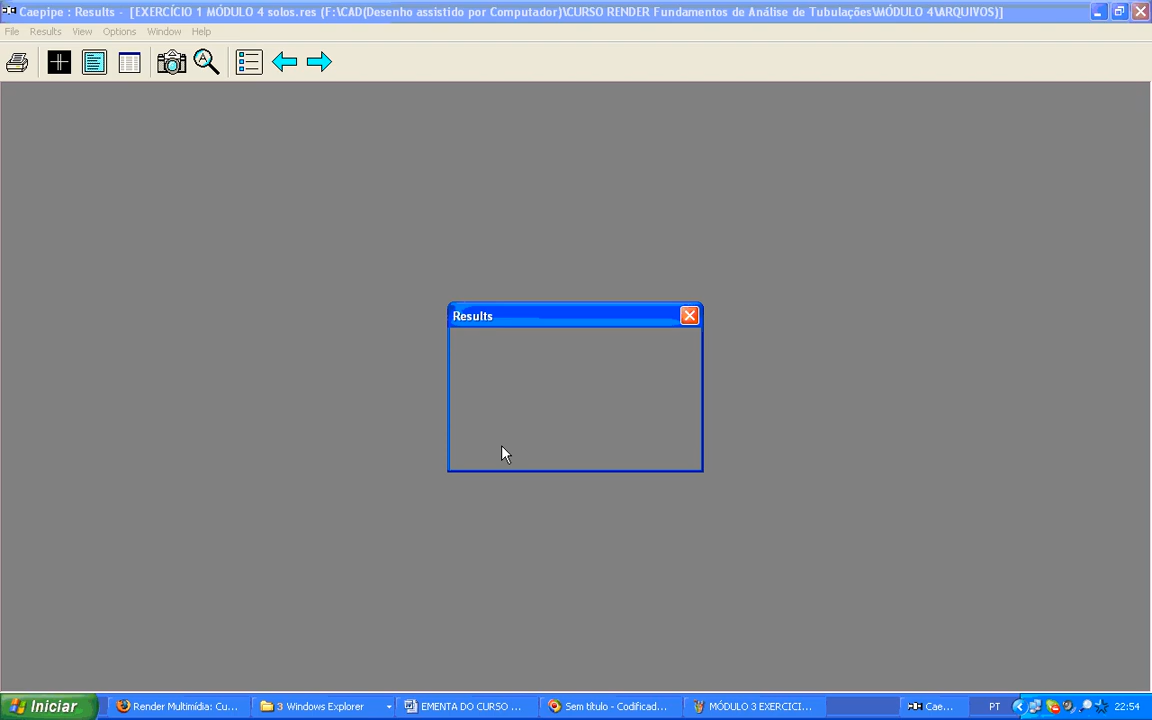 Caepipe : Results - [EXERCÍCIO 1 MÓDULO 4 solos.res (F:\CAD(Desenho assistido por Computador)\CURSO RENDER Fundamentos de Análise de Tubulações\MÓDULO 4\ARQUIVOS)]
File Results View Options Window Help
Results
Iniciar Render Multimídia: Cu... 3 Windows Explorer EMENTA DO CURSO ... Sem título - Codificad... MÓDULO 3 EXERCICI... Cae... PT 22:54